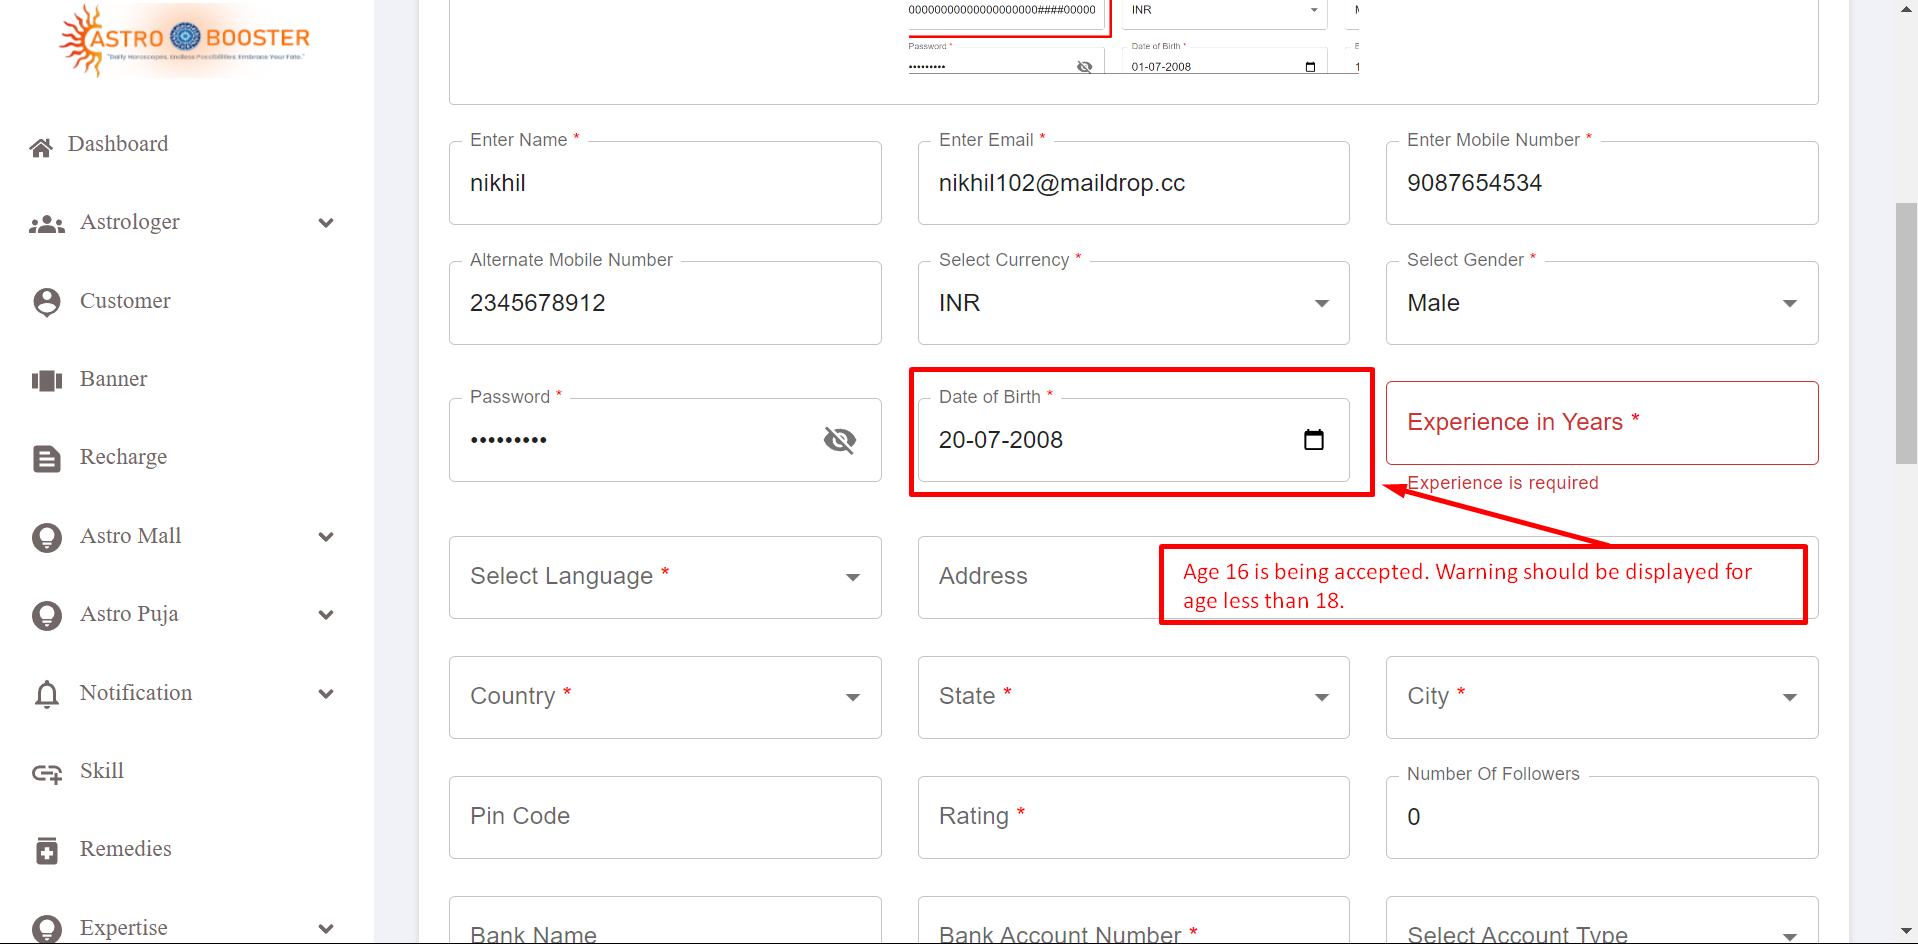 ASTRO BOOSTER
"Daily Horoscopes, Endless Possibilities, Embrace Your Fate."
Dashboard
Astrologer
Customer
Banner
Recharge
Astro Mall
Astro Puja
Notification
Skill
Remedies
Expertise
INR
Password *
Date of Birth *
•••••••••
01-07-2008
Enter Name *
Enter Email *
Enter Mobile Number *
nikhil
nikhil102@maildrop.cc
9087654534
Alternate Mobile Number
Select Currency *
Select Gender *
2345678912
INR
Male
Password *
Date of Birth *
Experience in Years *
•••••••••
20-07-2008
Experience is required
Select Language *
Address
Age 16 is being accepted. Warning should be displayed for
age less than 18.
Country *
State *
City *
Number Of Followers
Pin Code
Rating *
0
Bank Name
Bank Account Number *
Select Account Type